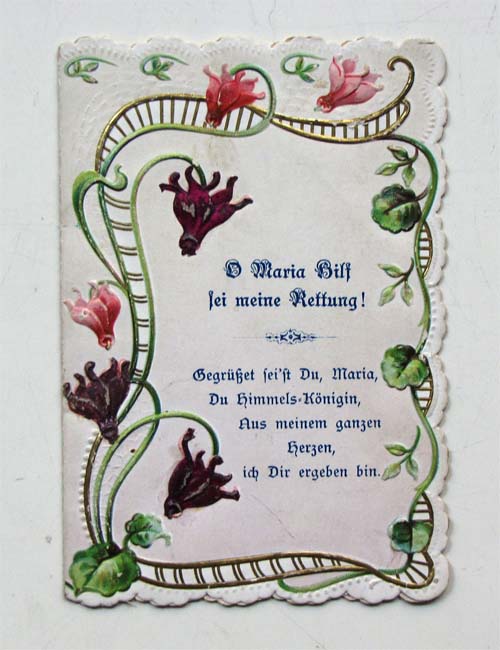 O Maria Hilf
sei meine Rettung!
Gegrüßet sei'st Du, Maria,
Du Himmels-Königin,
Aus meinem ganzen
Herzen,
ich Dir ergeben bin.